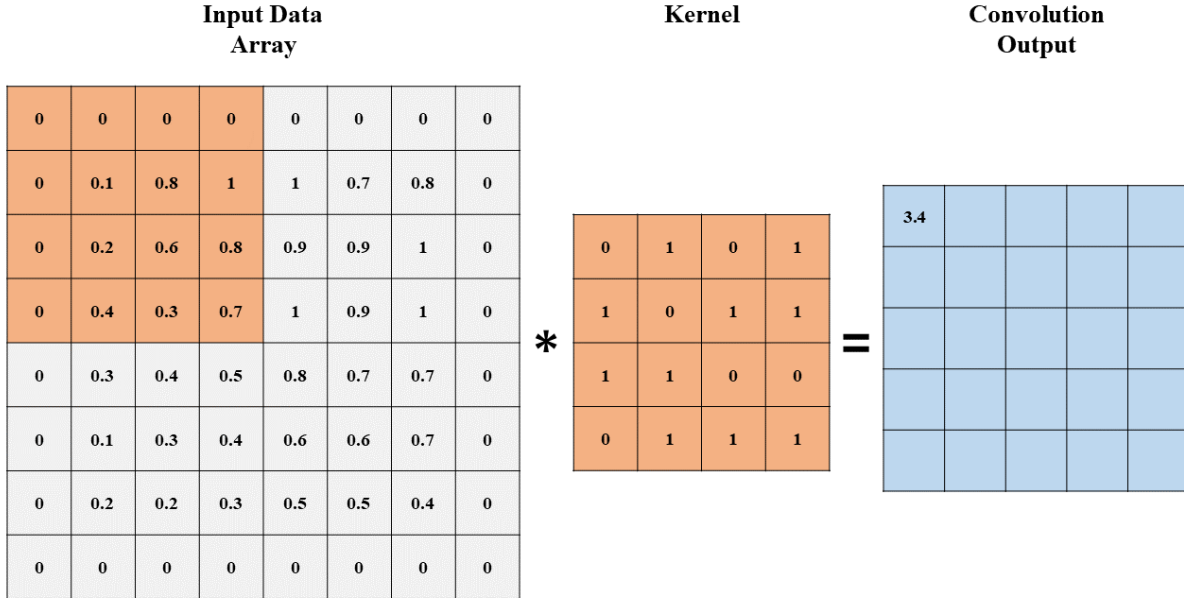 Input Data
Array
Kernel
Convolution
Output
0 0 0 0 0 0 0 0
0 0.1 0.8 1 1 0.7 0.8 0
0 0.2 0.6 0.8 0.9 0.9 1 0
0 0.4 0.3 0.7 1 0.9 1 0
0 0.3 0.4 0.5 0.8 0.7 0.7 0
0 0.1 0.3 0.4 0.6 0.6 0.7 0
0 0.2 0.2 0.3 0.5 0.5 0.4 0
0 0 0 0 0 0 0 0
*
0 1 0 1
1 0 1 1
1 1 0 0
0 1 1 1
=
3.4